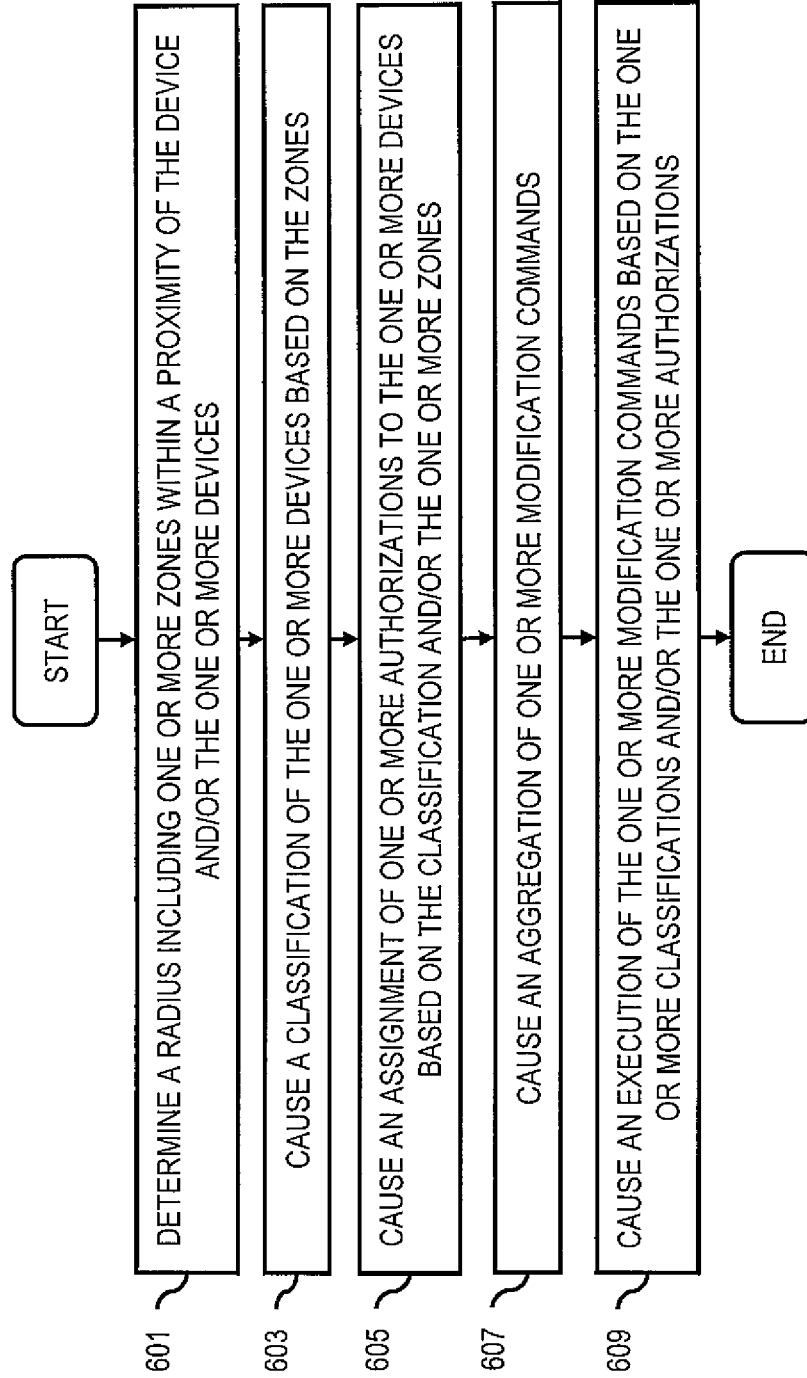 START
601
DETERMINE A RADIUS INCLUDING ONE OR MORE ZONES WITHIN A PROXIMITY OF THE DEVICE
AND/OR THE ONE OR MORE DEVICES
603
CAUSE A CLASSIFICATION OF THE ONE OR MORE DEVICES BASED ON THE ZONES
605
CAUSE AN ASSIGNMENT OF ONE OR MORE AUTHORIZATIONS TO THE ONE OR MORE DEVICES
BASED ON THE CLASSIFICATION AND/OR THE ONE OR MORE ZONES
607
CAUSE AN AGGREGATION OF ONE OR MORE MODIFICATION COMMANDS
609
CAUSE AN EXECUTION OF THE ONE OR MORE MODIFICATION COMMANDS BASED ON THE ONE
OR MORE CLASSIFICATIONS AND/OR THE ONE OR MORE AUTHORIZATIONS
END